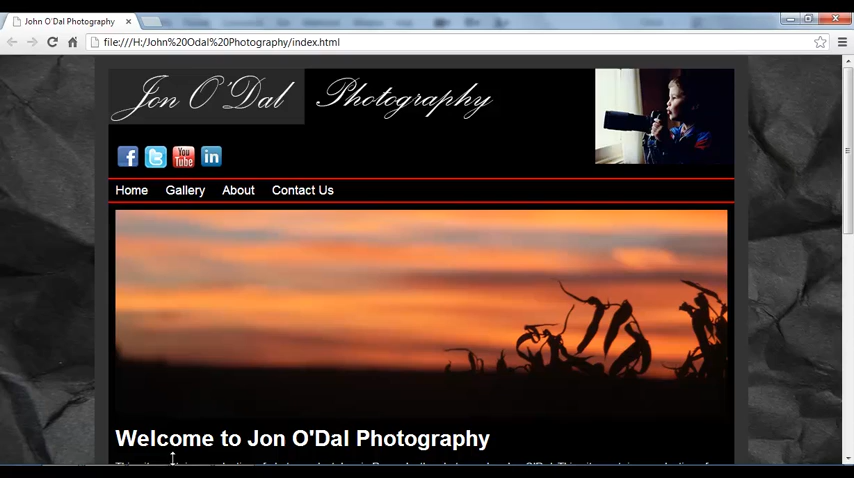 John O'Dal Photography
file:///H:/John%20Odal%20Photography/index.html
Jon O'Dal Photography
Home Gallery About Contact Us
Welcome to Jon O'Dal Photography